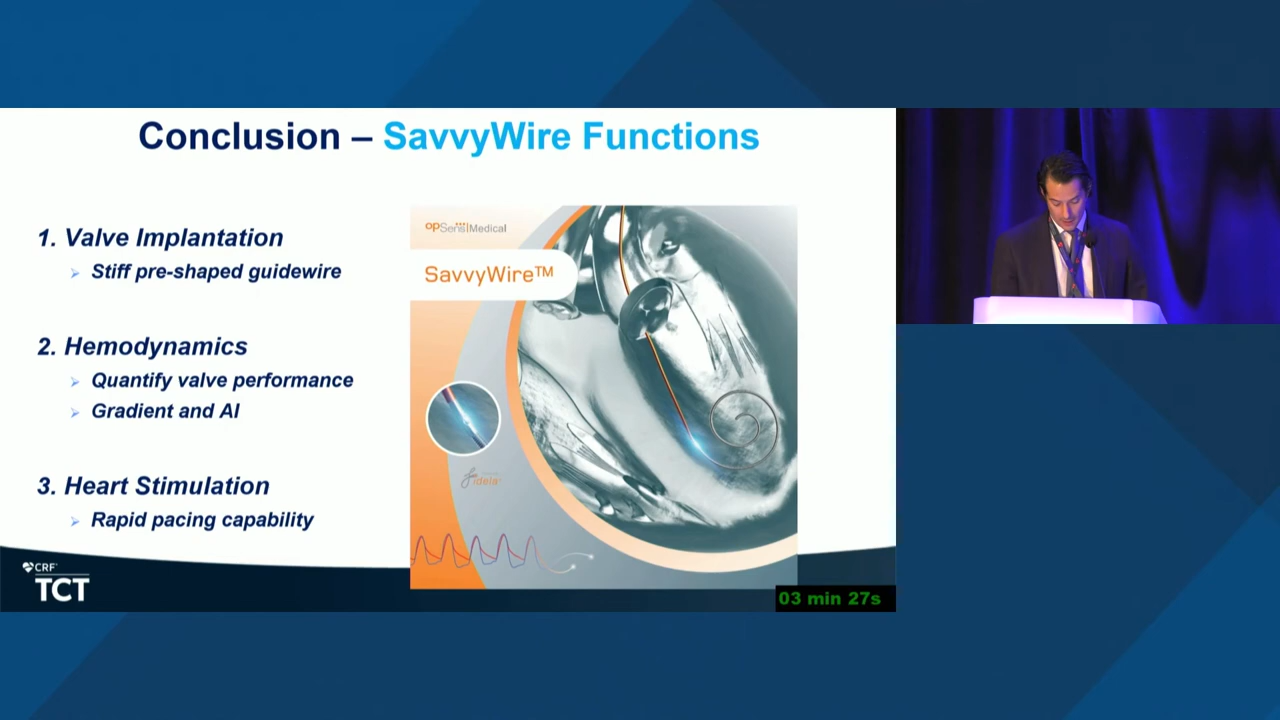 Conclusion – SavvyWire Functions
1. Valve Implantation
Stiff pre-shaped guidewire
2. Hemodynamics
Quantify valve performance
Gradient and AI
3. Heart Stimulation
Rapid pacing capability
opSens Medical
SavvyWire™
CRF
TCT
03 min 27s